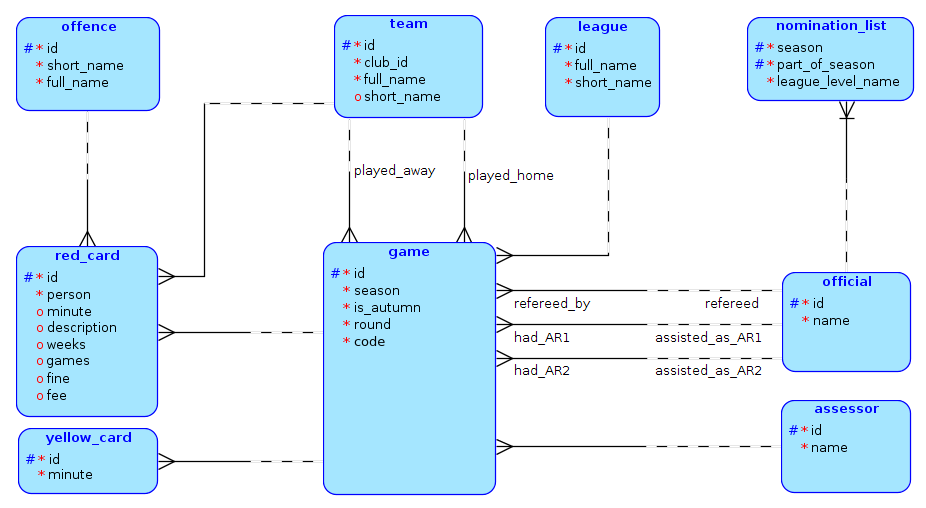 offence
#* id
* short_name
* full_name
team
#* id
* club_id
* full_name
o short_name
league
#* id
* full_name
* short_name
nomination_list
#* season
#* part_of_season
* league_level_name
played_away
played_home
red_card
#* id
* person
o minute
o description
o weeks
o games
o fine
o fee
game
#* id
* season
* is_autumn
* round
* code
refereed_by
refereed
had_AR1
assisted_as_AR1
had_AR2
assisted_as_AR2
official
#* id
* name
yellow_card
#* id
* minute
assessor
#* id
* name